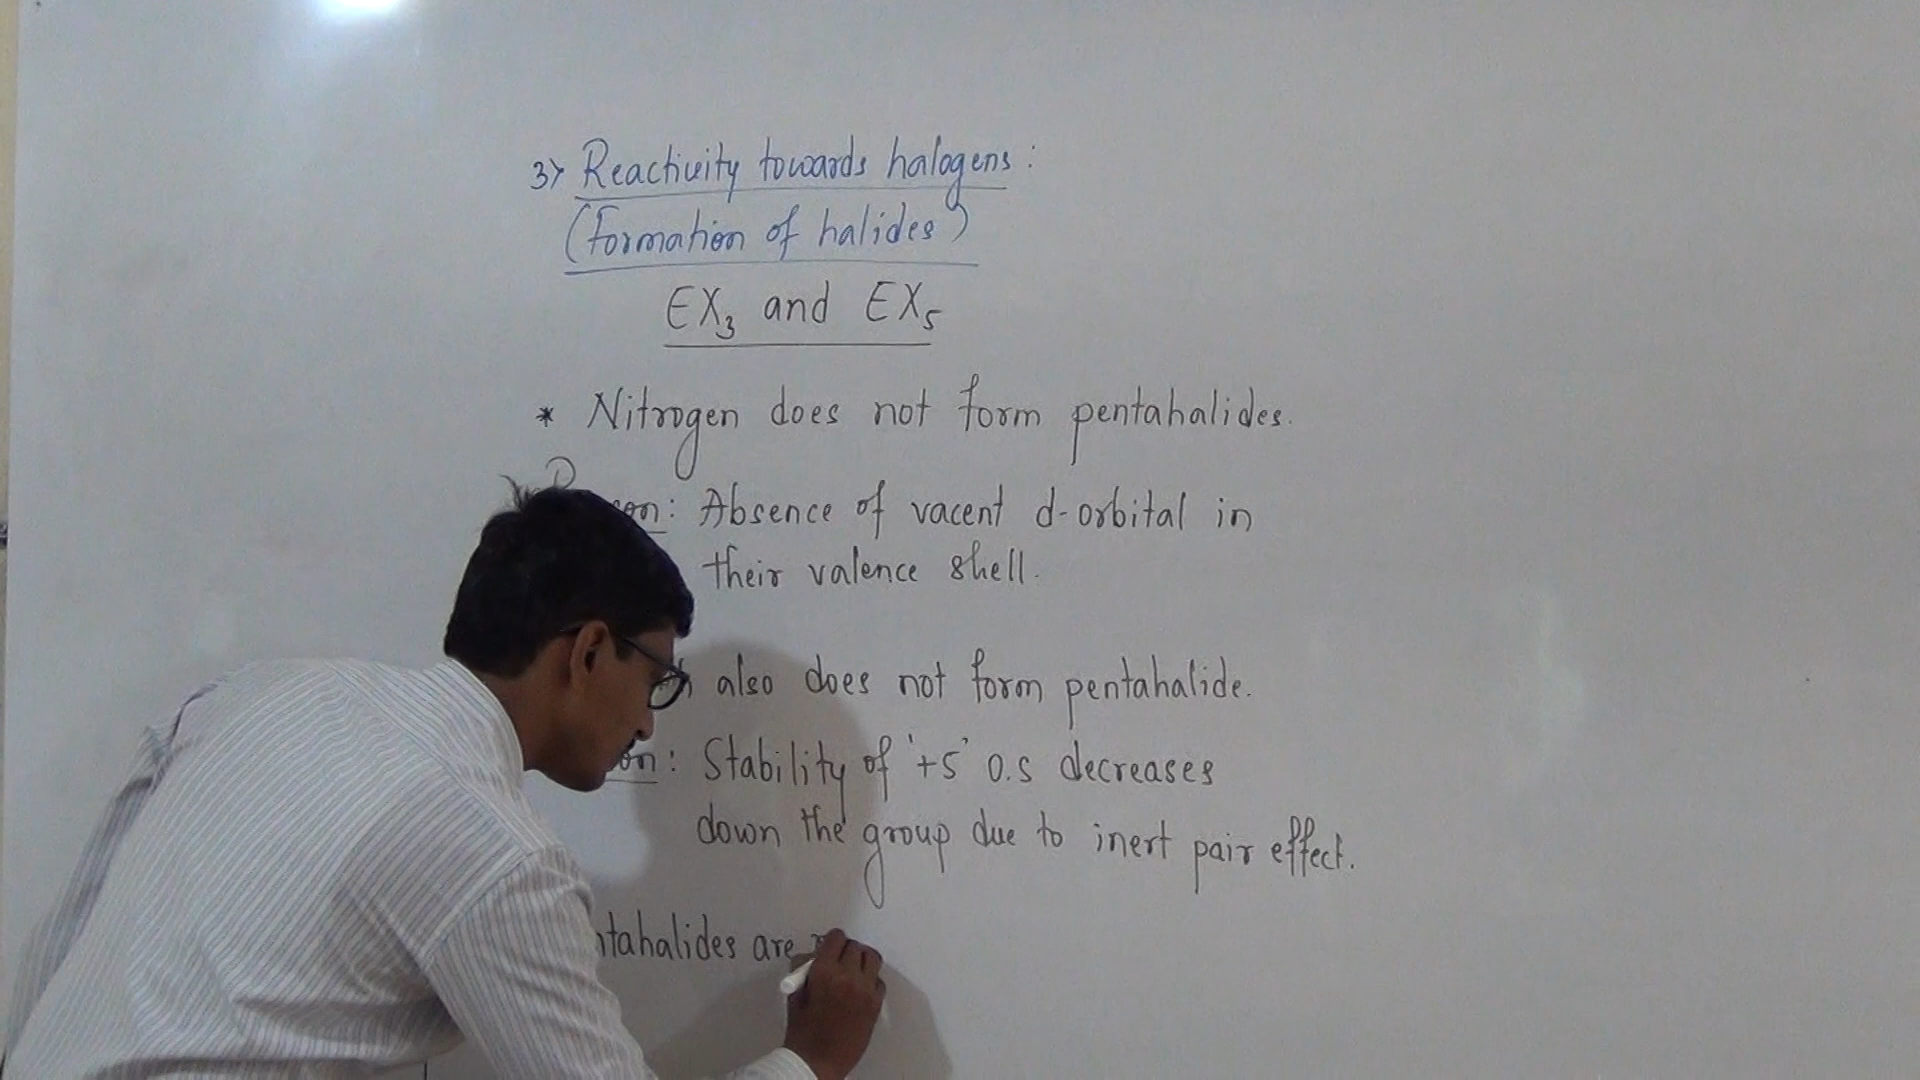 3> Reactivity towards halogens :
(Formation of halides)
EX₃ and EX₅
* Nitrogen does not form pentahalides.
: Absence of vacent d-orbital in
their valence shell.
also does not form pentahalide.
: Stability of '+5' O.S decreases
down the group due to inert pair effect.
are